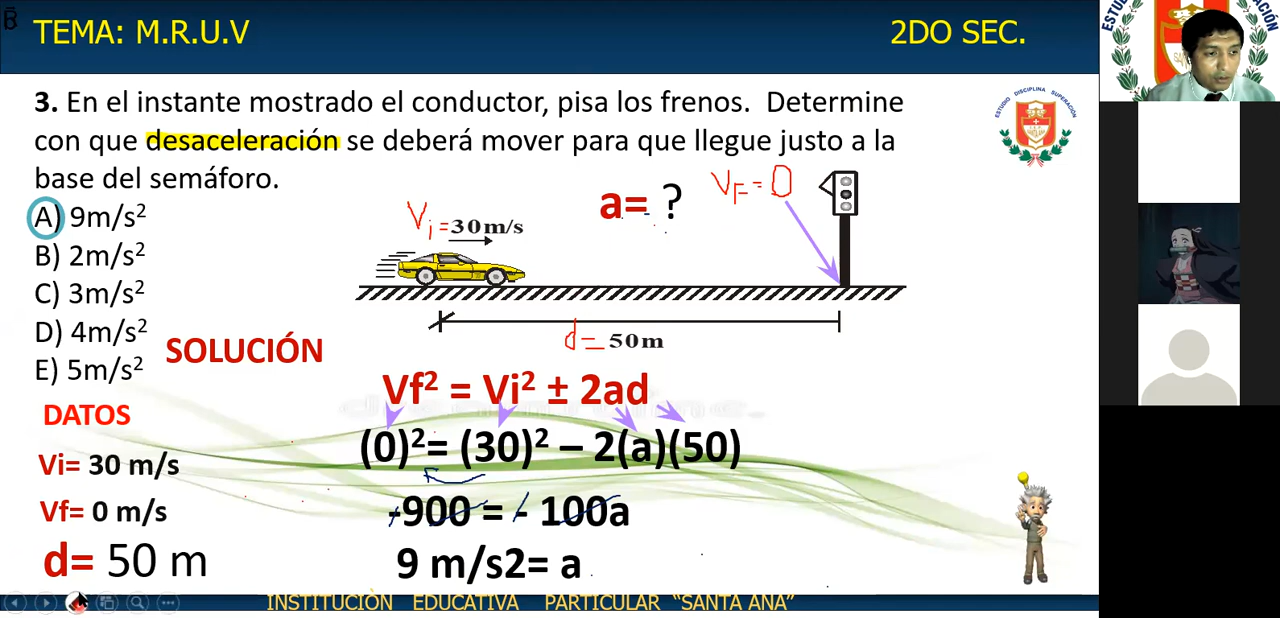 TEMA: M.R.U.V
2DO SEC.
3. En el instante mostrado el conductor, pisa los frenos. Determine
con que desaceleración se deberá mover para que llegue justo a la
base del semáforo.
A) 9m/s²
B) 2m/s²
C) 3m/s²
D) 4m/s²
E) 5m/s²
a= ?
VF=0
Vi=30m/s
d=50m
SOLUCIÓN
DATOS
Vi= 30 m/s
Vf= 0 m/s
d= 50 m
Vf² = Vi² ± 2ad
(0)²= (30)² – 2(a)(50)
-900 = - 100a
9 m/s2= a
INSTITUCIÒN EDUCATIVA PARTICULAR “SANTA ANA”
ESTUDIO DISCIPLINA SUPERACIÓN